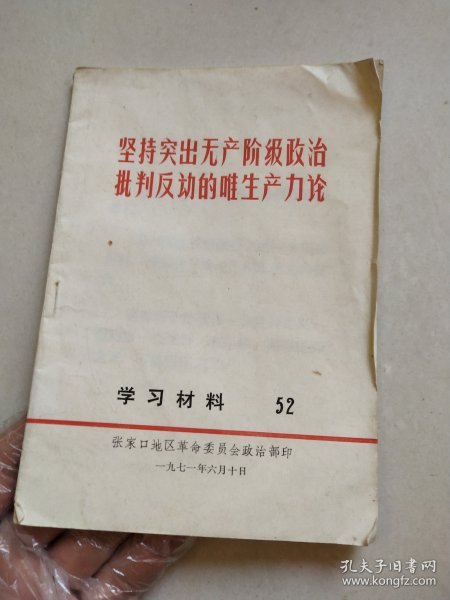 坚持突出无产阶级政治
批判反动的唯生产力论
学习材料 52
张家口地区革命委员会政治部印
一九七一年六月十日
孔夫子旧书网
www.kongfz.com